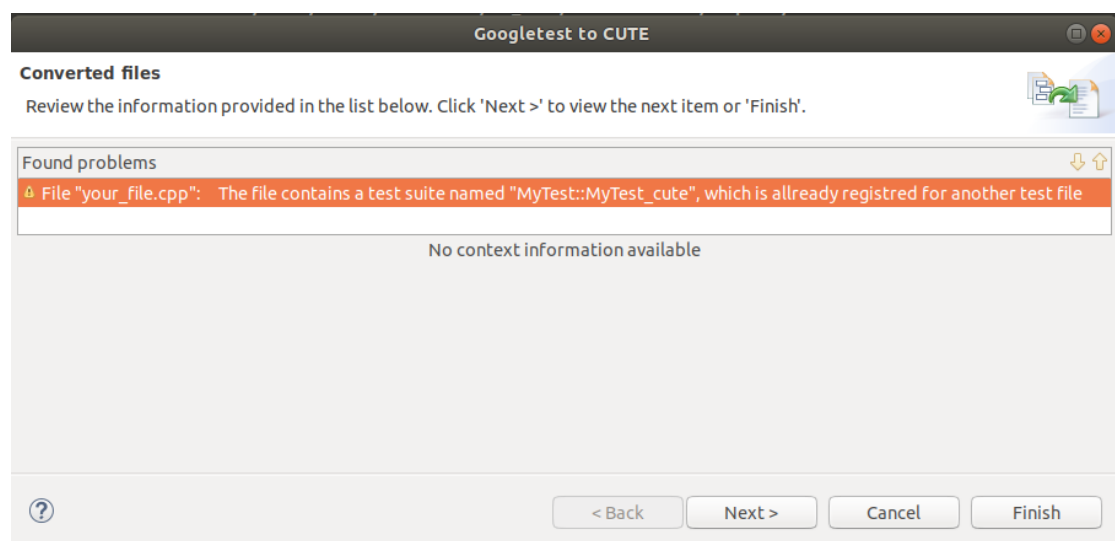 Googletest to CUTE
Converted files
Review the information provided in the list below. Click 'Next >' to view the next item or 'Finish'.
Found problems
File "your_file.cpp": The file contains a test suite named "MyTest::MyTest_cute", which is allready registred for another test file
No context information available
?
< Back Next > Cancel Finish